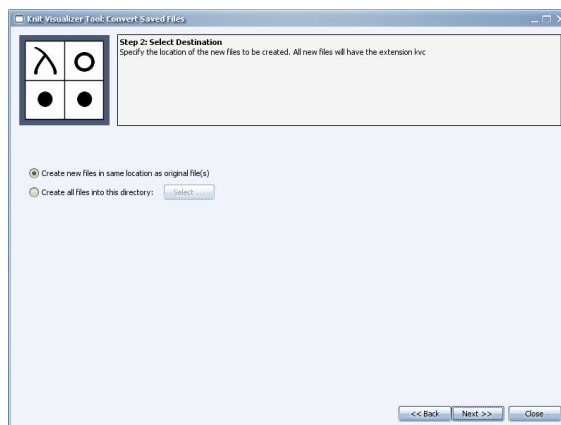 Knit Visualizer Tool: Convert Saved Files
Step 2: Select Destination
Specify the location of the new files to be created. All new files will have the extension kvc
Create new files in same location as original file(s)
Create all files into this directory: Select ...
<< Back Next >> Close